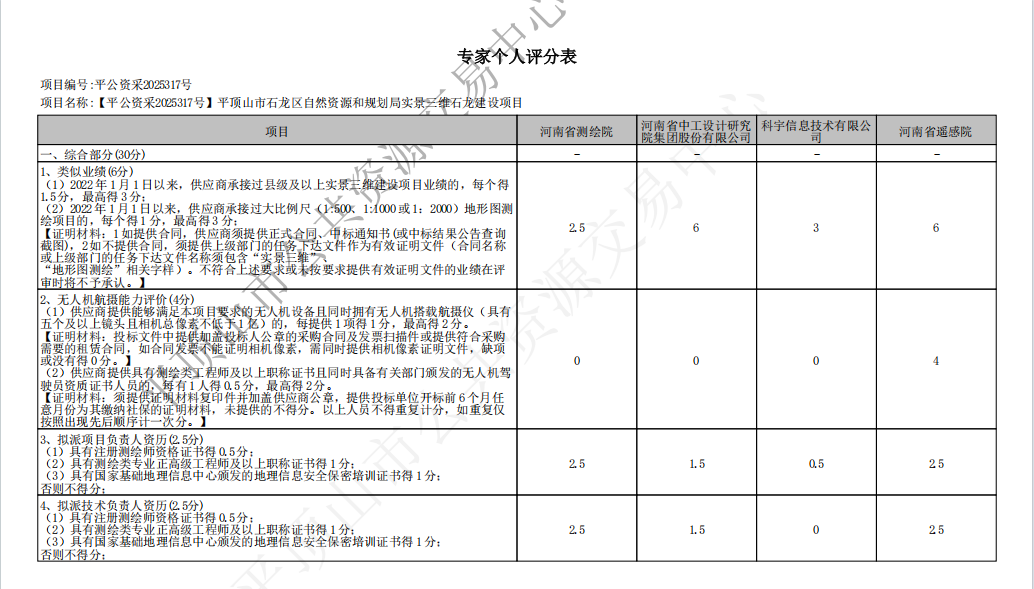 专家个人评分表
项目编号:平公资采2025317号
项目名称:【平公资采2025317号】平顶山市石龙区自然资源和规划局实景三维石龙建设项目
项目 河南省测绘院 河南省中工设计研究院集团股份有限公司 科宇信息技术有限公司 河南省遥感院
一、综合部分(30分) - - - -
1、类似业绩(6分)
（1）2022年1月1日以来，供应商承接过县级及以上实景三维建设项目业绩的，每个得
1.5分，最高得3分；
（2）2022年1月1日以来，供应商承接过大比例尺（1:500、1:1000或1：2000）地形图测
绘项目的，每个得1分，最高得3分；
【证明材料：1如提供合同，供应商须提供正式合同、中标通知书(或中标结果公告查询
截图)，2如不提供合同，须提供上级部门的任务下达文件作为有效证明文件（合同名称
或上级部门的任务下达文件名称须包含“实景三维”、
“地形图测绘”相关字样）。不符合上述要求或未按要求提供有效证明文件的业绩在评
审时将不予承认。】
2.5 6 3 6
2、无人机航摄能力评价(4分)
（1）供应商提供能够满足本项目要求的无人机设备且同时拥有无人机搭载航摄仪（具有
五个及以上镜头且相机总像素不低于1亿）的，每提供1项得1分，最高得2分。
【证明材料：投标文件中提供加盖投标人公章的采购合同及发票扫描件或提供符合采购
需要的租赁合同，如合同发票不能证明相机像素，需同时提供相机像素证明文件，缺项
或没有得0分。】
（2）供应商提供具有测绘类工程师及以上职称证书且同时具备有关部门颁发的无人机驾
驶员资质证书人员的，每有1人得0.5分，最高得2分。
【证明材料：须提供证明材料复印件并加盖供应商公章，提供投标单位开标前6个月任
意月份为其缴纳社保的证明材料，未提供的不得分。以上人员不得重复计分，如重复仅
按照出现先后顺序计一次分。】
0 0 0 4
3、拟派项目负责人资历(2.5分)
（1）具有注册测绘师资格证书得0.5分；
（2）具有测绘类专业正高级工程师及以上职称证书得1分；
（3）具有国家基础地理信息中心颁发的地理信息安全保密培训证书得1分；
否则不得分；
2.5 1.5 0.5 2.5
4、拟派技术负责人资历(2.5分)
（1）具有注册测绘师资格证书得0.5分；
（2）具有测绘类专业正高级工程师及以上职称证书得1分；
（3）具有国家基础地理信息中心颁发的地理信息安全保密培训证书得1分；
否则不得分；
2.5 1.5 0 2.5
平顶山市公共资源交易中心
平顶山市公共资源交易中心